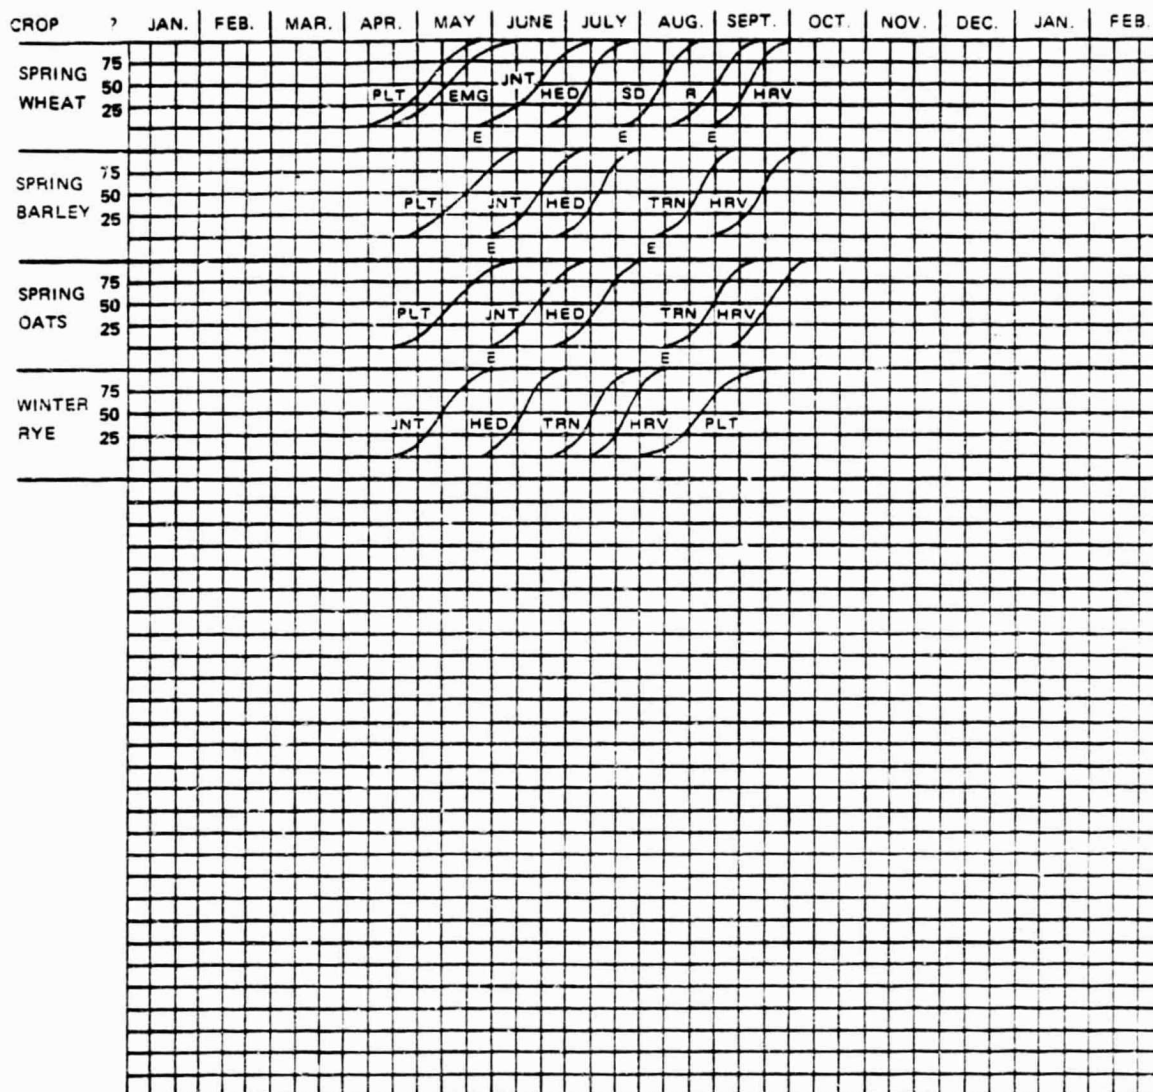 CROP ? JAN. FEB. MAR. APR. MAY JUNE JULY AUG. SEPT. OCT. NOV. DEC. JAN. FEB.
SPRING WHEAT
75
50
25
PLT EMG JNT HED SD R HRV
E E E
SPRING BARLEY
75
50
25
PLT JNT HED TRN HRV
E E
SPRING OATS
75
50
25
PLT JNT HED TRN HRV
E E
WINTER RYE
75
50
25
JNT HED TRN HRV PLT